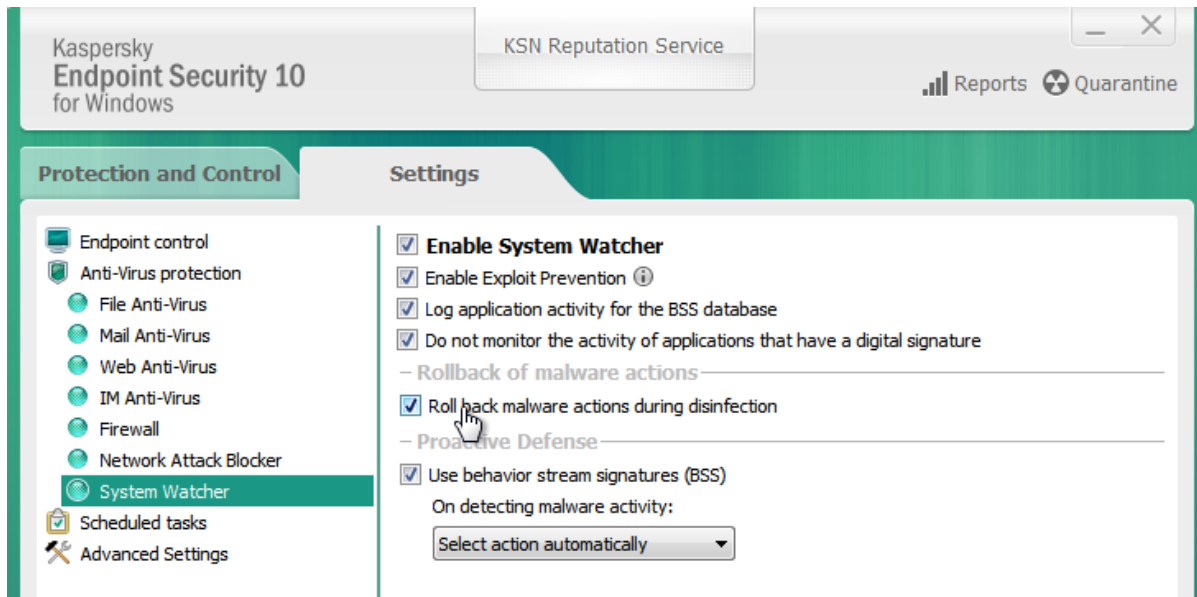 Kaspersky
Endpoint Security 10
for Windows
KSN Reputation Service
Reports
Quarantine
Protection and Control
Settings
Endpoint control
Anti-Virus protection
File Anti-Virus
Mail Anti-Virus
Web Anti-Virus
IM Anti-Virus
Firewall
Network Attack Blocker
System Watcher
Scheduled tasks
Advanced Settings
Enable System Watcher
Enable Exploit Prevention
Log application activity for the BSS database
Do not monitor the activity of applications that have a digital signature
Rollback of malware actions
Roll back malware actions during disinfection
Proactive Defense
Use behavior stream signatures (BSS)
On detecting malware activity:
Select action automatically